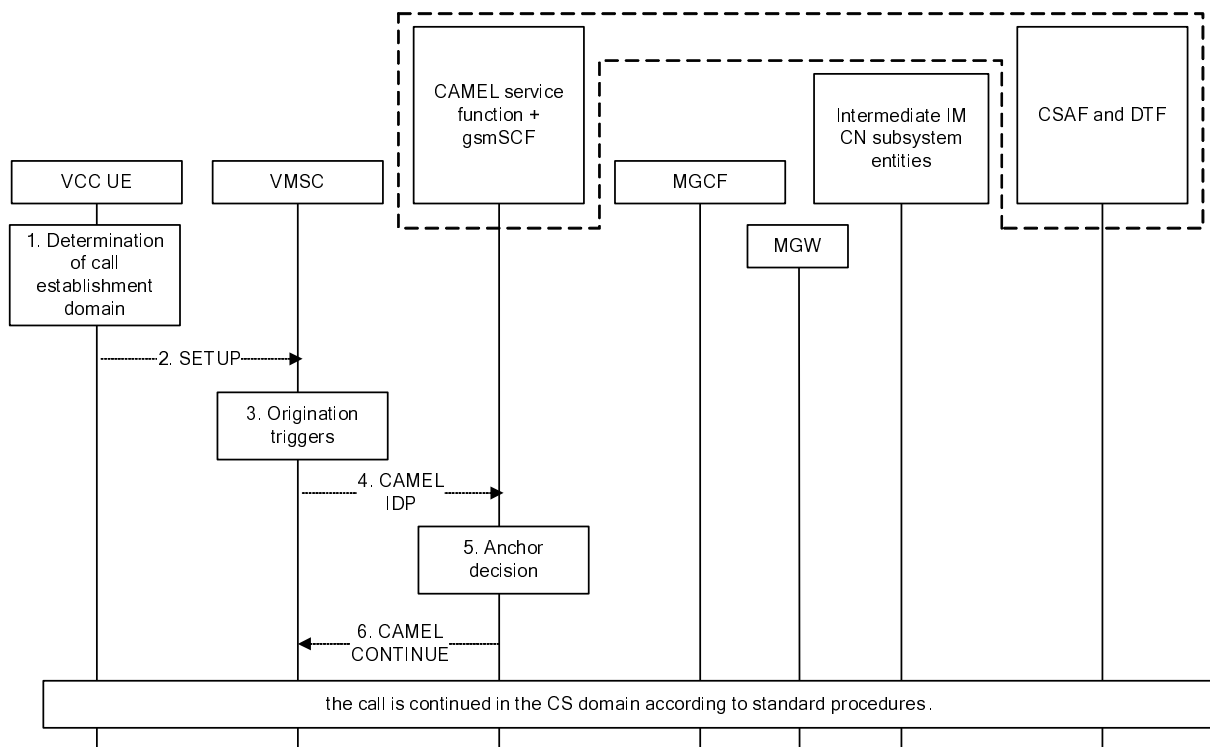 CAMEL service
function +
gsmSCF
Intermediate IM
CN subsystem
entities
CSAF and DTF
VCC UE
VMSC
MGCF
MGW
1. Determination
of call
establishment
domain
2. SETUP
3. Origination
triggers
4. CAMEL
IDP
5. Anchor
decision
6. CAMEL
CONTINUE
the call is continued in the CS domain according to standard procedures.